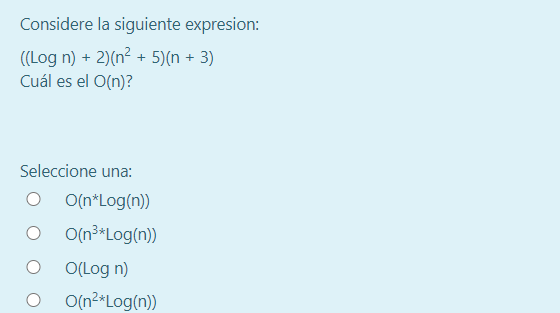 Considere la siguiente expresion:
((Log n) + 2)(n² + 5)(n + 3)
Cuál es el O(n)?
Seleccione una:
O(n*Log(n))
O(n³*Log(n))
O(Log n)
O(n²*Log(n))